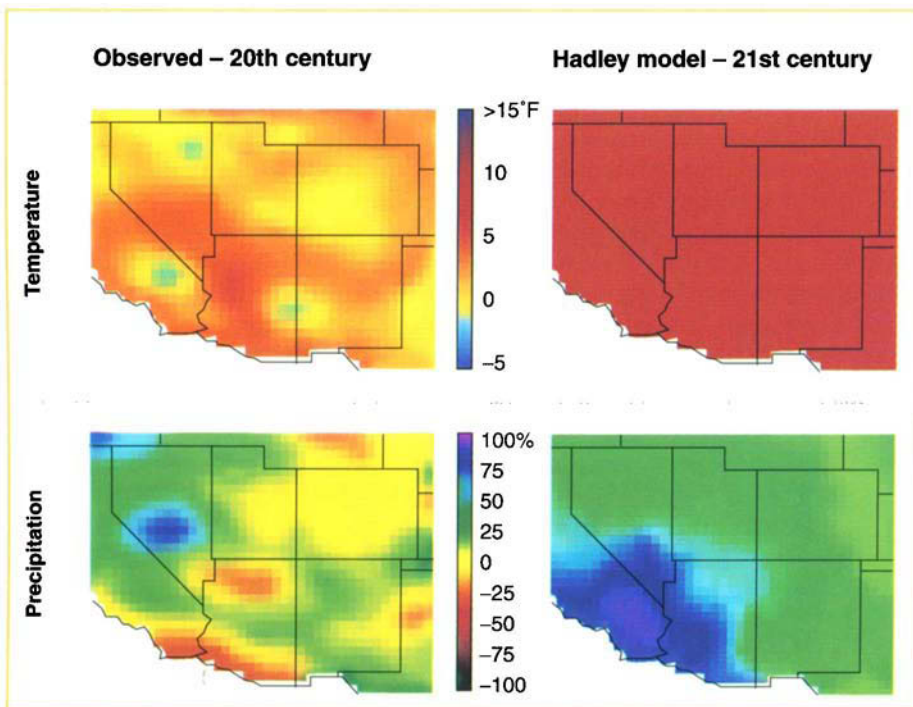 Observed – 20th century
Hadley model – 21st century
Temperature
>15˚F
10
5
0
–5
Precipitation
100%
75
50
25
0
–25
–50
–75
–100